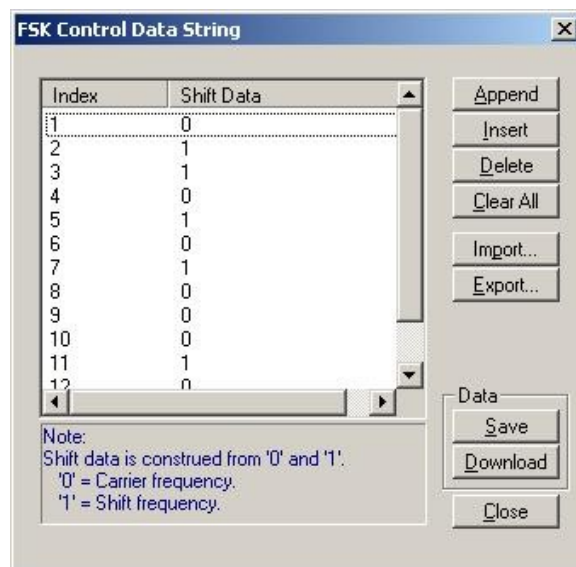 FSK Control Data String
Index Shift Data
1 0
2 1
3 1
4 0
5 1
6 0
7 1
8 0
9 0
10 0
11 1
12 0
Append
Insert
Delete
Clear All
Import...
Export...
Data
Save
Download
Close
Note:
Shift data is construed from '0' and '1'.
'0' = Carrier frequency.
'1' = Shift frequency.